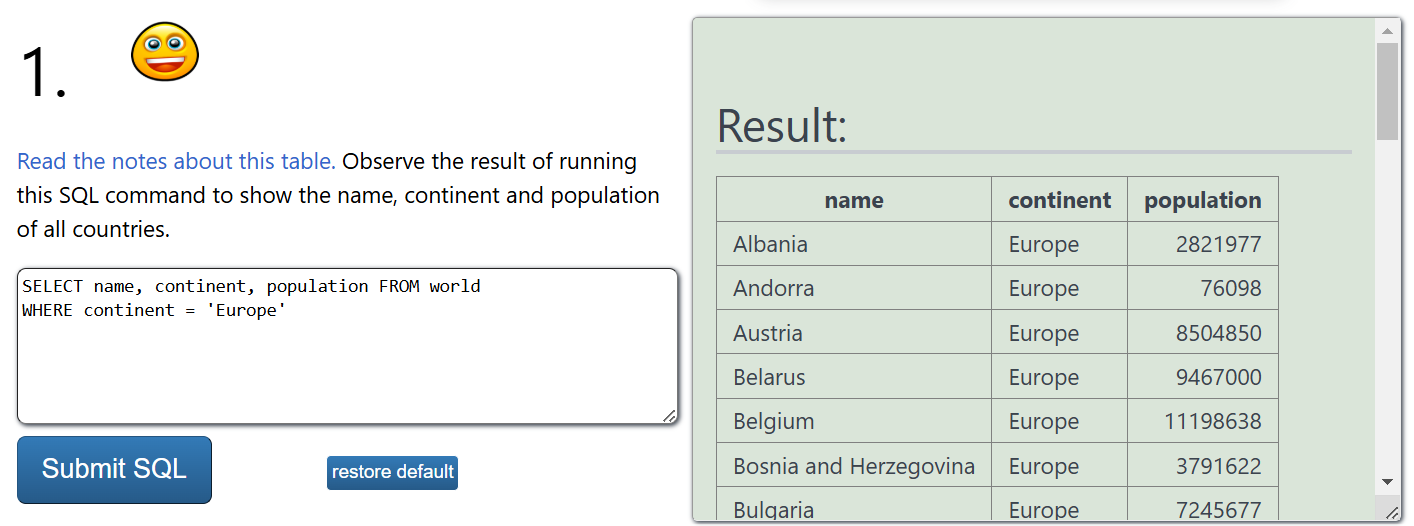 1.
Read the notes about this table. Observe the result of running
this SQL command to show the name, continent and population
of all countries.
SELECT name, continent, population FROM world
WHERE continent = 'Europe'
Submit SQL
restore default
Result:
name continent population
Albania Europe 2821977
Andorra Europe 76098
Austria Europe 8504850
Belarus Europe 9467000
Belgium Europe 11198638
Bosnia and Herzegovina Europe 3791622
Bulgaria Europe 7245677